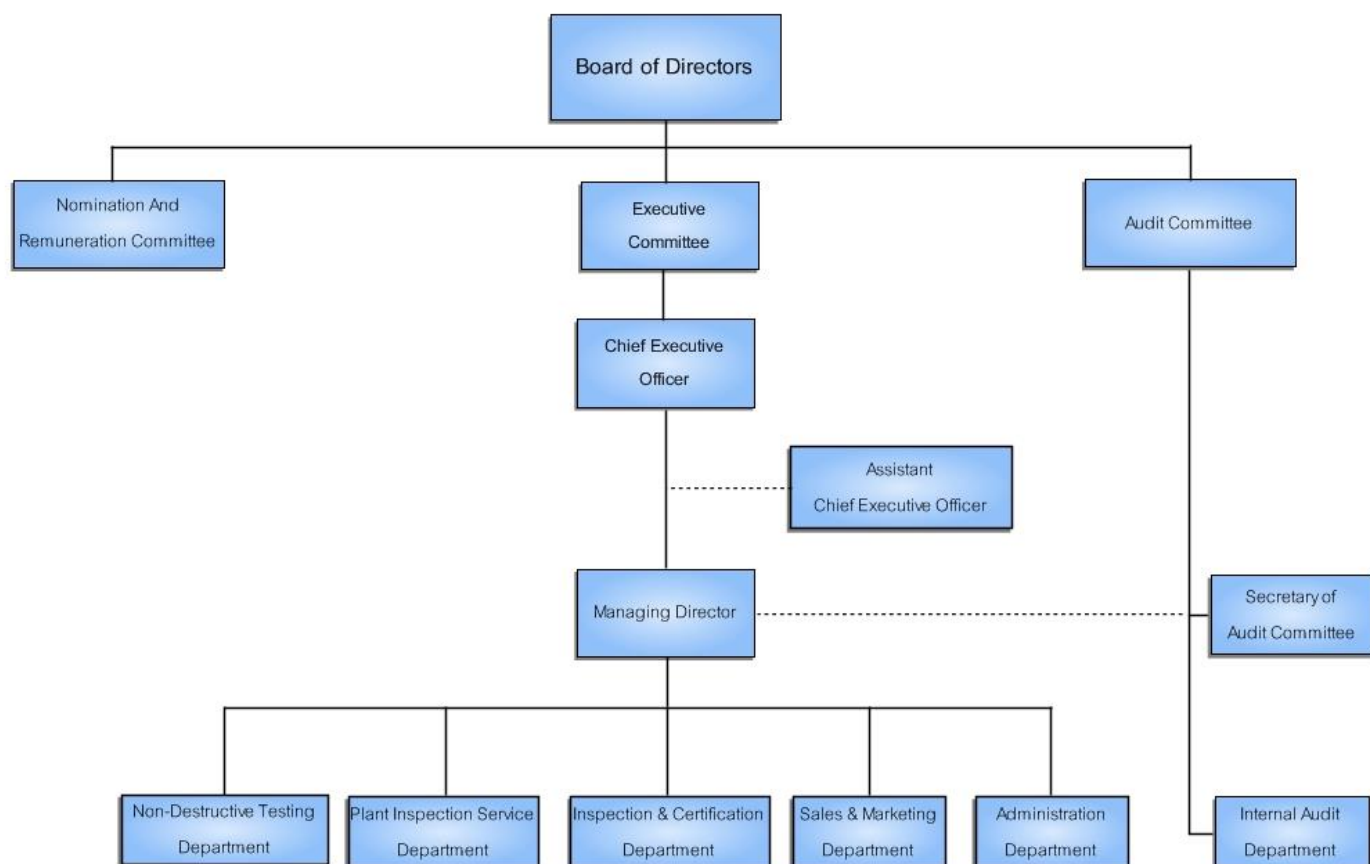 Board of Directors
Nomination And
Remuneration Committee
Executive
Committee
Audit Committee
Chief Executive
Officer
Assistant
Chief Executive Officer
Managing Director
Secretary of
Audit Committee
Non-Destructive Testing
Department
Plant Inspection Service
Department
Inspection & Certification
Department
Sales & Marketing
Department
Administration
Department
Internal Audit
Department